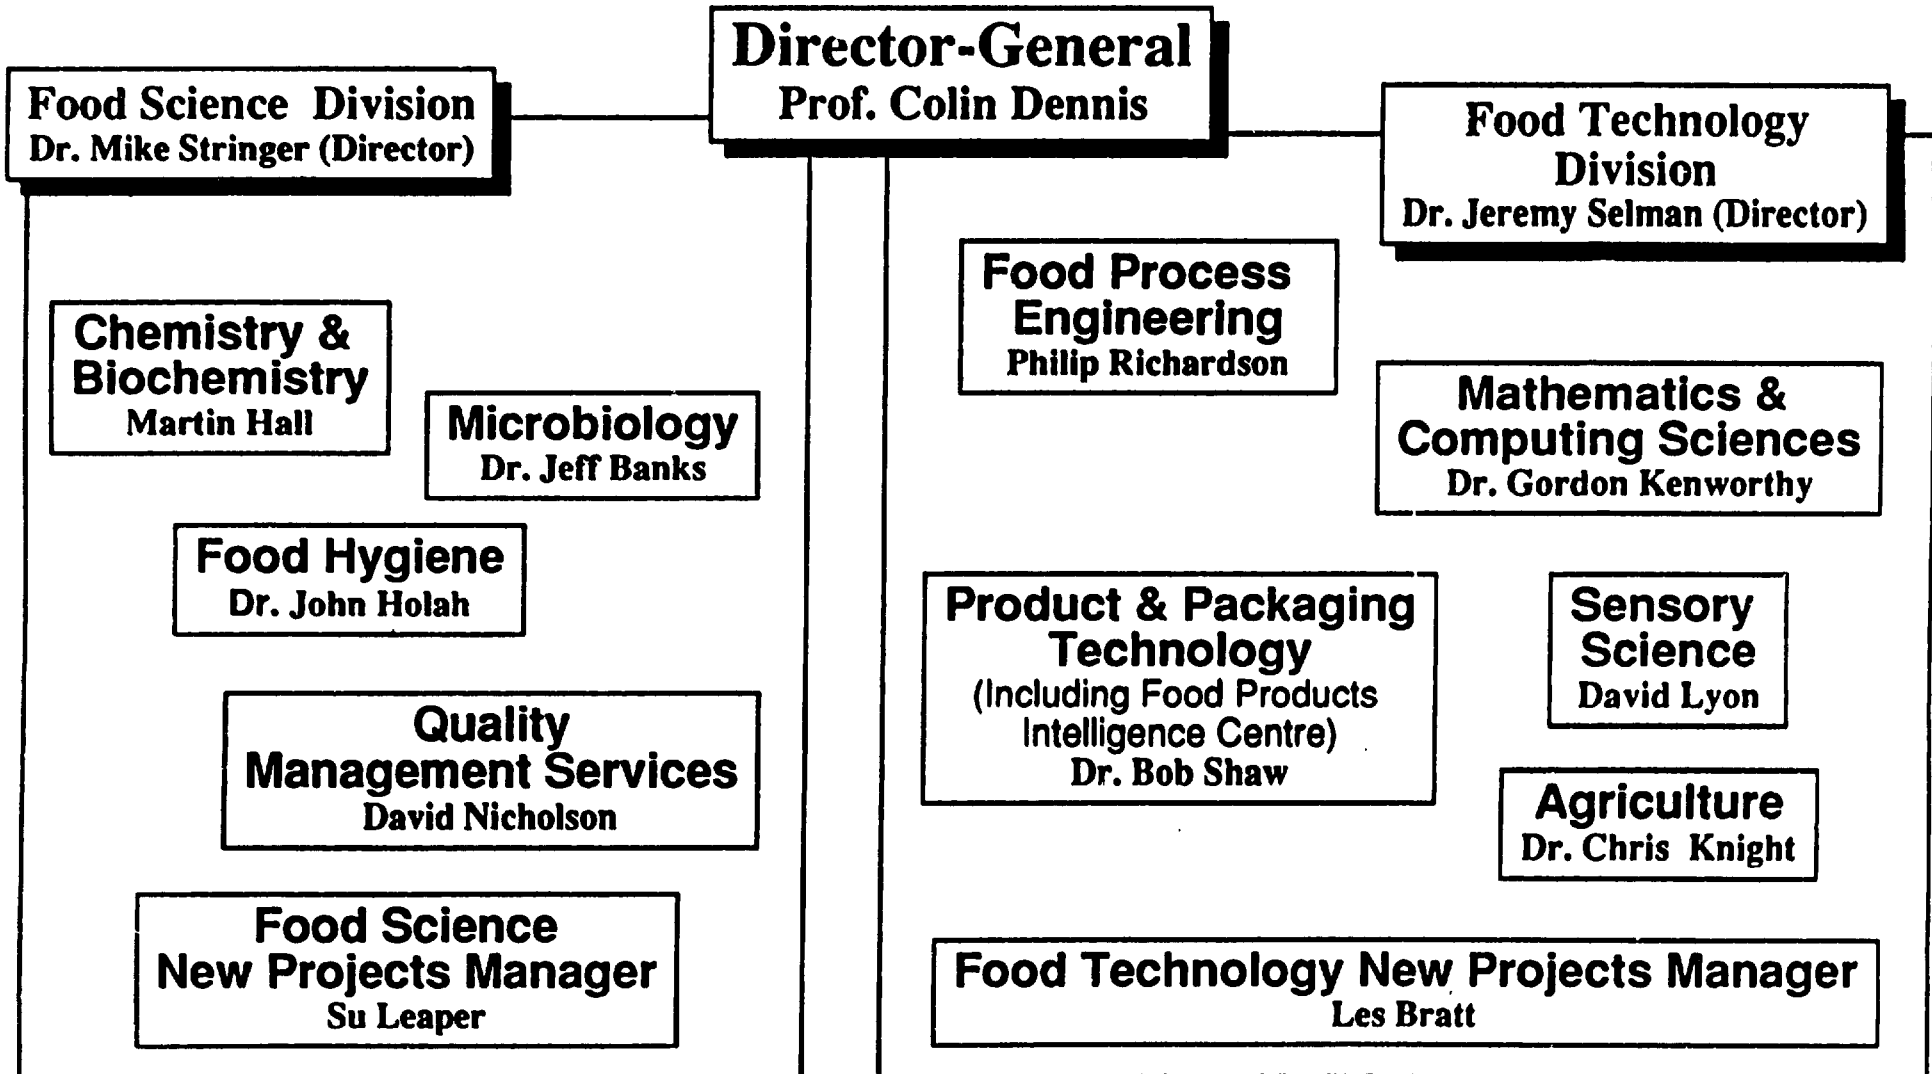 Director-General
Prof. Colin Dennis
Food Science Division
Dr. Mike Stringer (Director)
Food Technology
Division
Dr. Jeremy Selman (Director)
Chemistry &
Biochemistry
Martin Hall
Microbiology
Dr. Jeff Banks
Food Hygiene
Dr. John Holah
Quality
Management Services
David Nicholson
Food Science
New Projects Manager
Su Leaper
Food Process
Engineering
Philip Richardson
Mathematics &
Computing Sciences
Dr. Gordon Kenworthy
Product & Packaging
Technology
(Including Food Products
Intelligence Centre)
Dr. Bob Shaw
Sensory
Science
David Lyon
Agriculture
Dr. Chris Knight
Food Technology New Projects Manager
Les Bratt